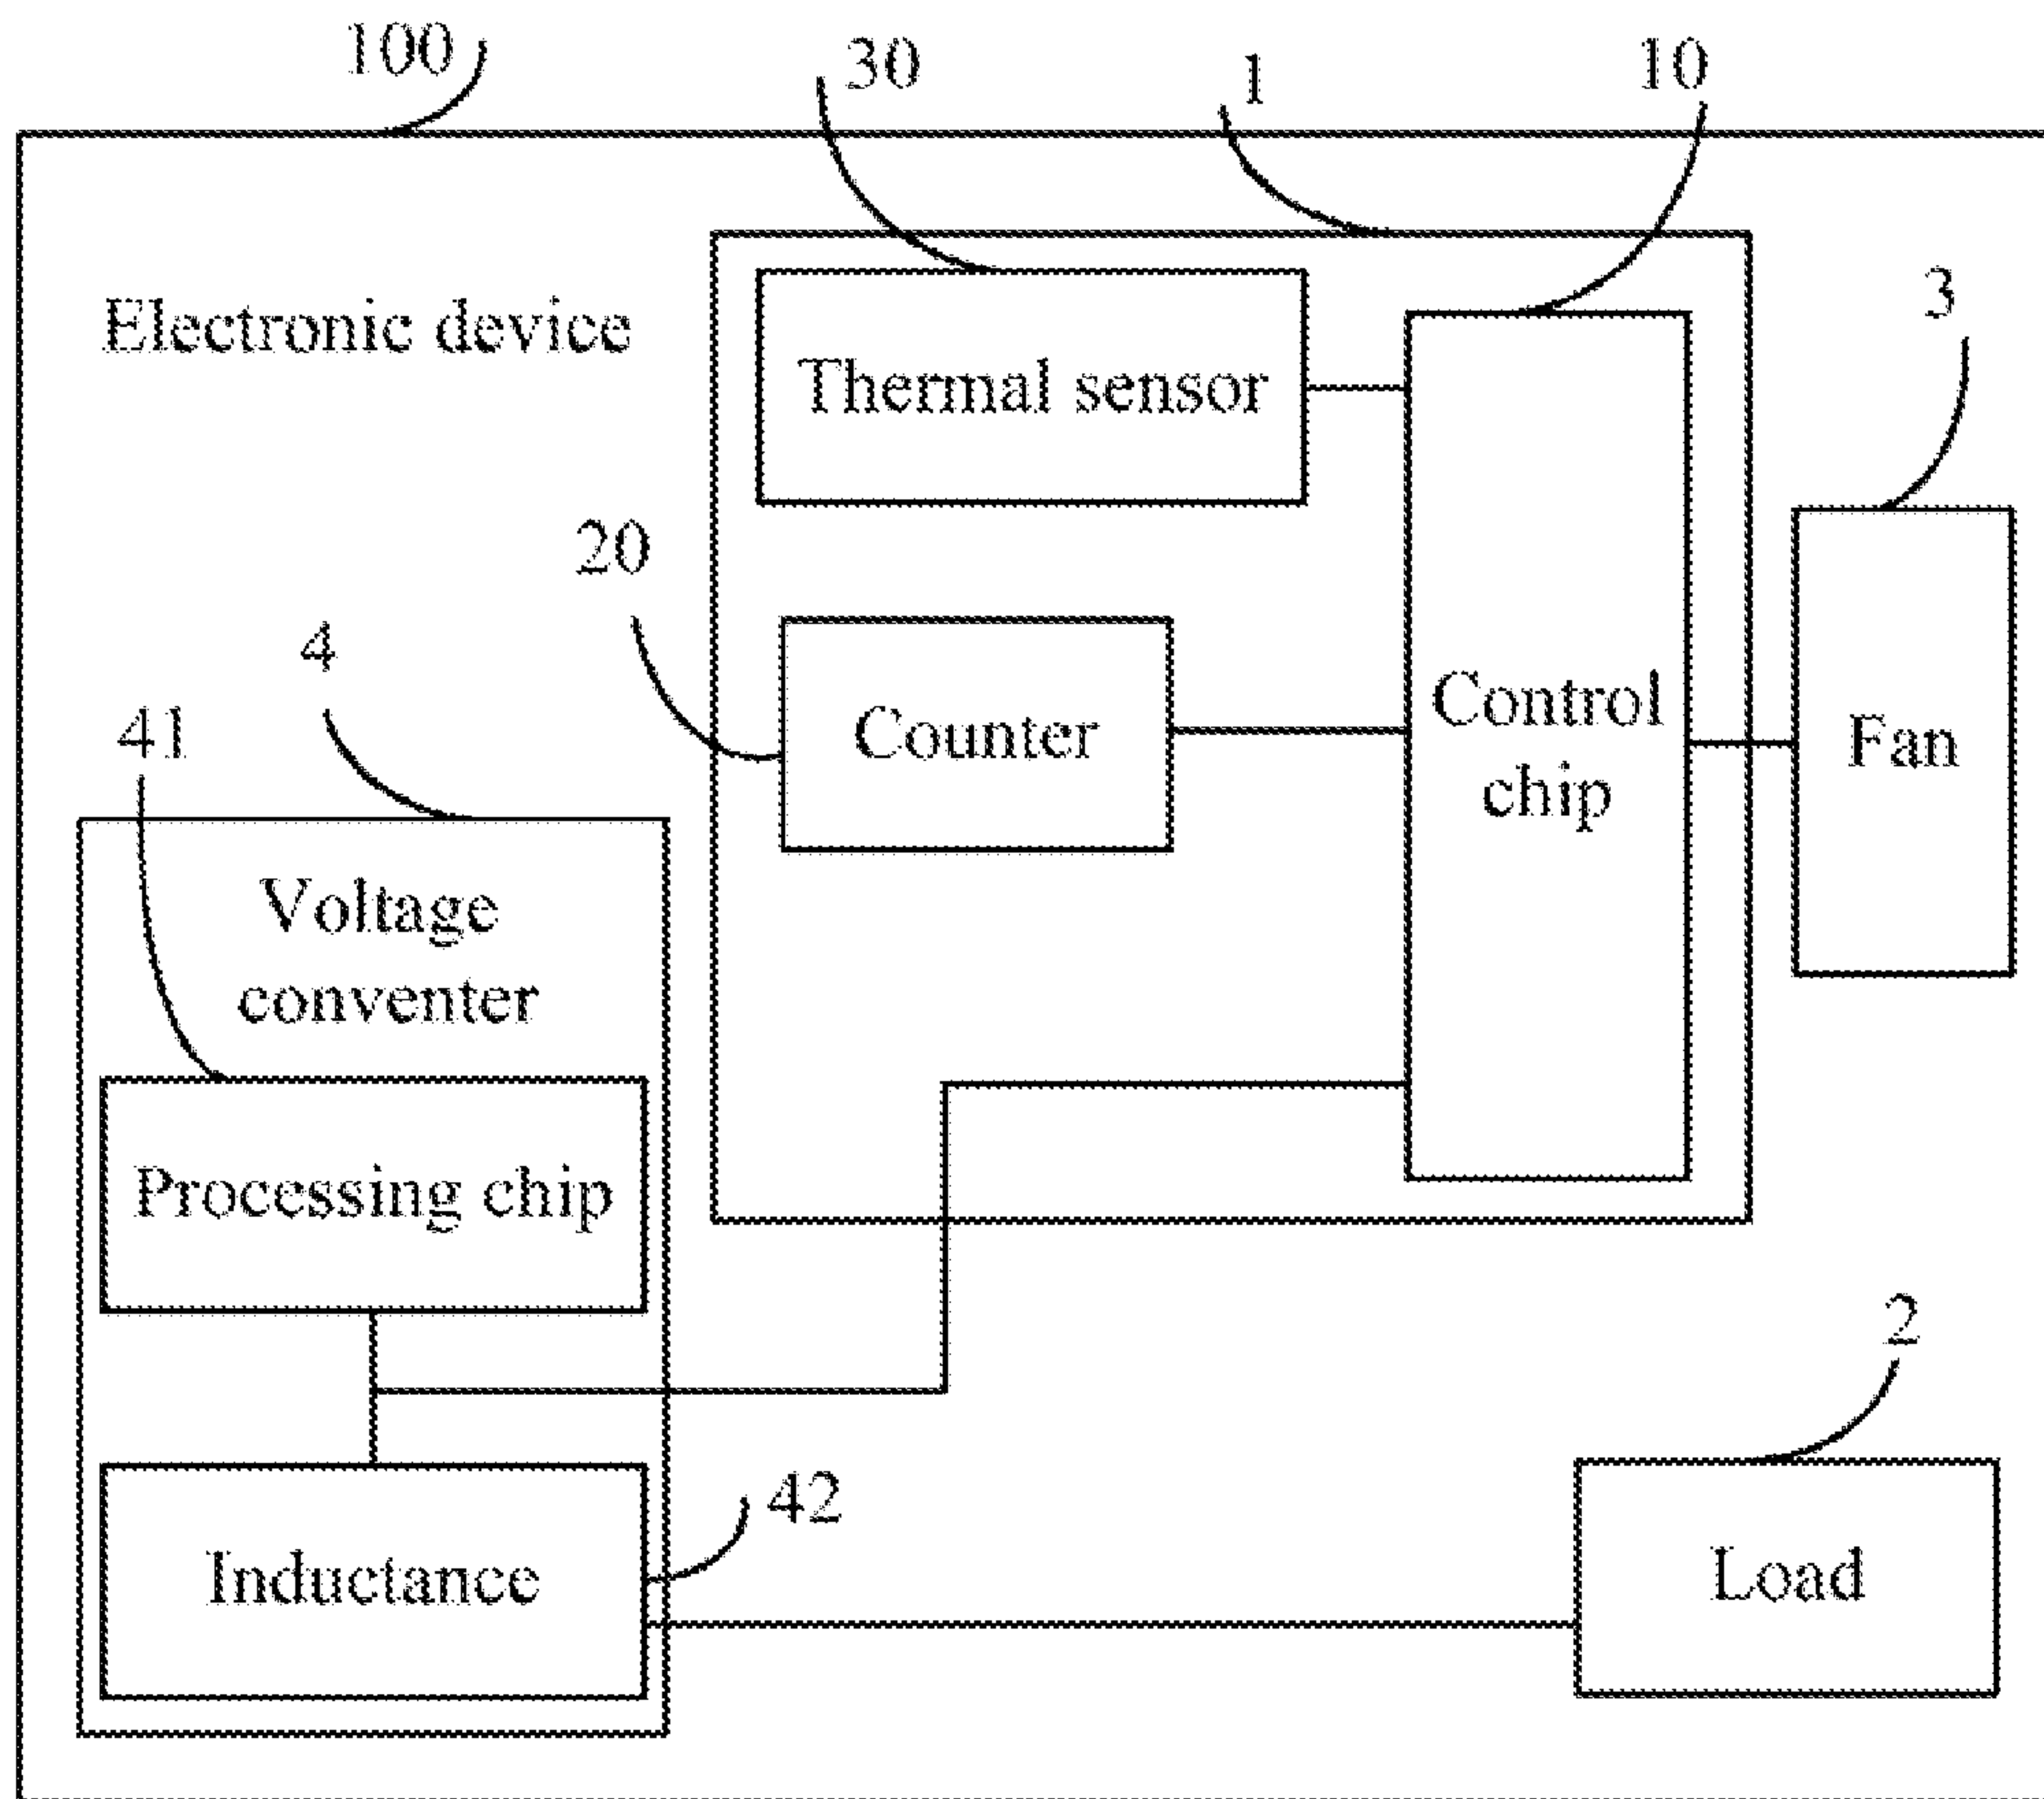 100
30
1
10
Electronic device
Thermal sensor
3
20
Counter
Control
chip
Fan
4
41
Voltage
conventer
Processing chip
2
42
Inductance
Load